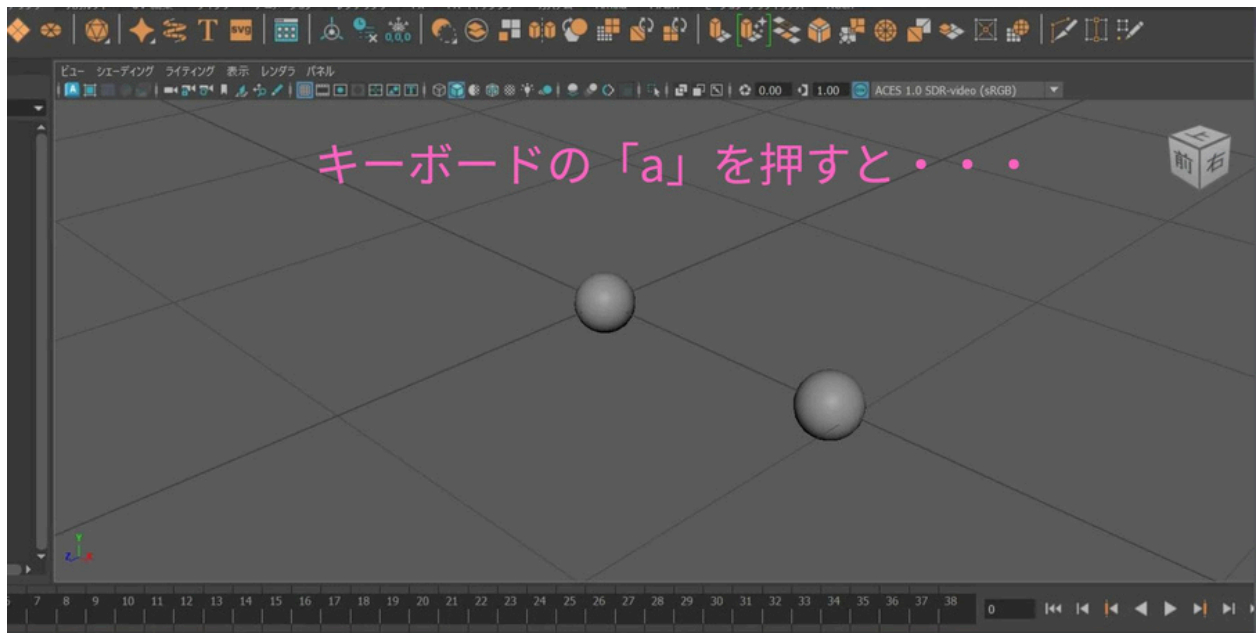 T
svg
0,0,0
ビュー シェーディング ライティング 表示 レンダラ パネル
0.00 1.00 ACES 1.0 SDR-video (sRGB)
キーボードの「a」を押すと・・・
上
前 右
Y
Z X
7 8 9 10 11 12 13 14 15 16 17 18 19 20 21 22 23 24 25 26 27 28 29 30 31 32 33 34 35 36 37 38 0